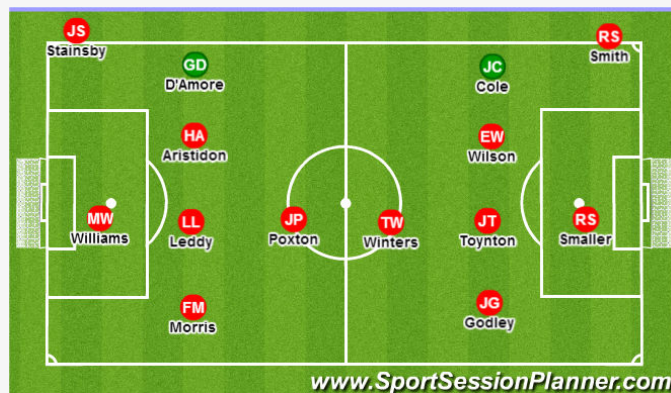 JS
Stainsby
RS
Smith
GD
D'Amore
JC
Cole
HA
Aristidon
EW
Wilson
MW
Williams
LL
Leddy
JP
Poxton
TW
Winters
JT
Toynton
RS
Smaller
FM
Morris
JG
Godley
www.SportSessionPlanner.com